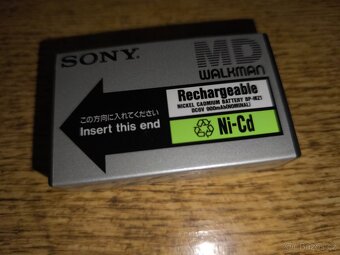 SONY
MD
WALKMAN
Rechargeable
NICKEL CADMIUM BATTERY BP-MZ1
DC6V 900mAh(NOMINAL)
この方向に入れてください
Insert this end
Ni-Cd